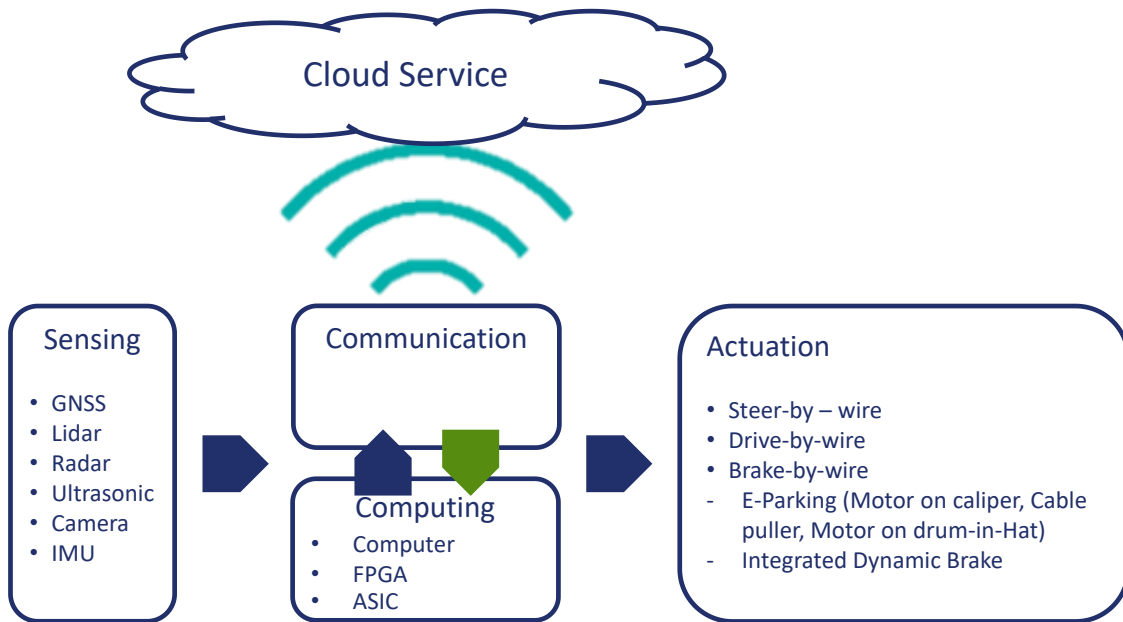 Cloud Service
Sensing
• GNSS
• Lidar
• Radar
• Ultrasonic
• Camera
• IMU
Communication
Computing
• Computer
• FPGA
• ASIC
Actuation
• Steer-by – wire
• Drive-by-wire
• Brake-by-wire
- E-Parking (Motor on caliper, Cable
puller, Motor on drum-in-Hat)
- Integrated Dynamic Brake